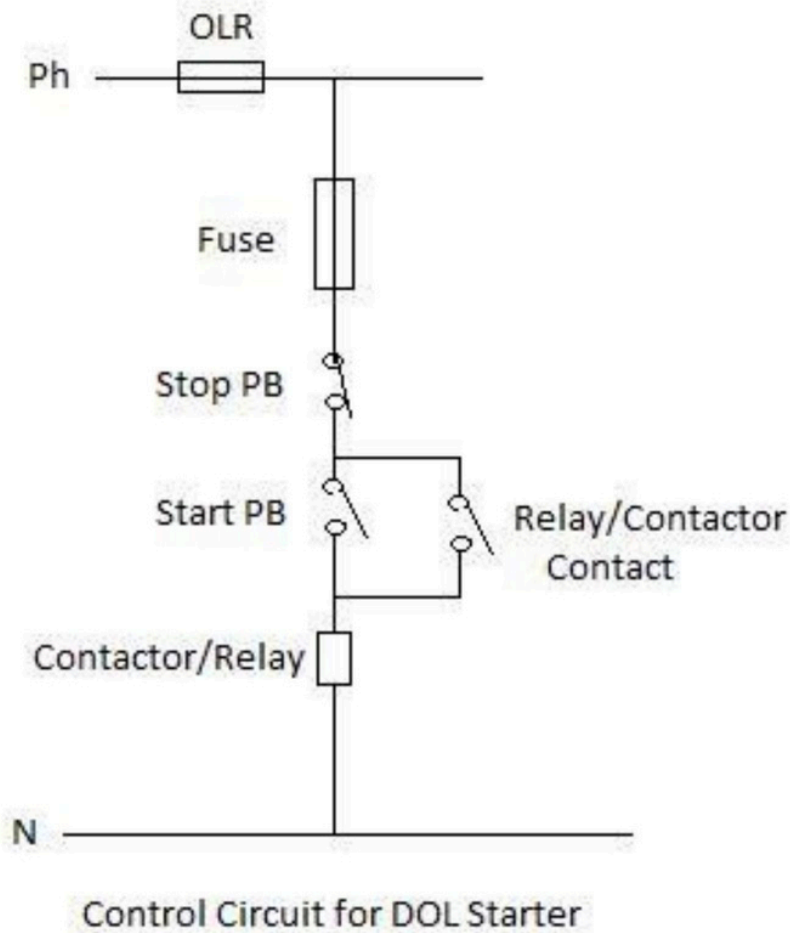 OLR
Ph
Fuse
Stop PB
Start PB
Relay/Contactor
Contact
Contactor/Relay
N
Control Circuit for DOL Starter